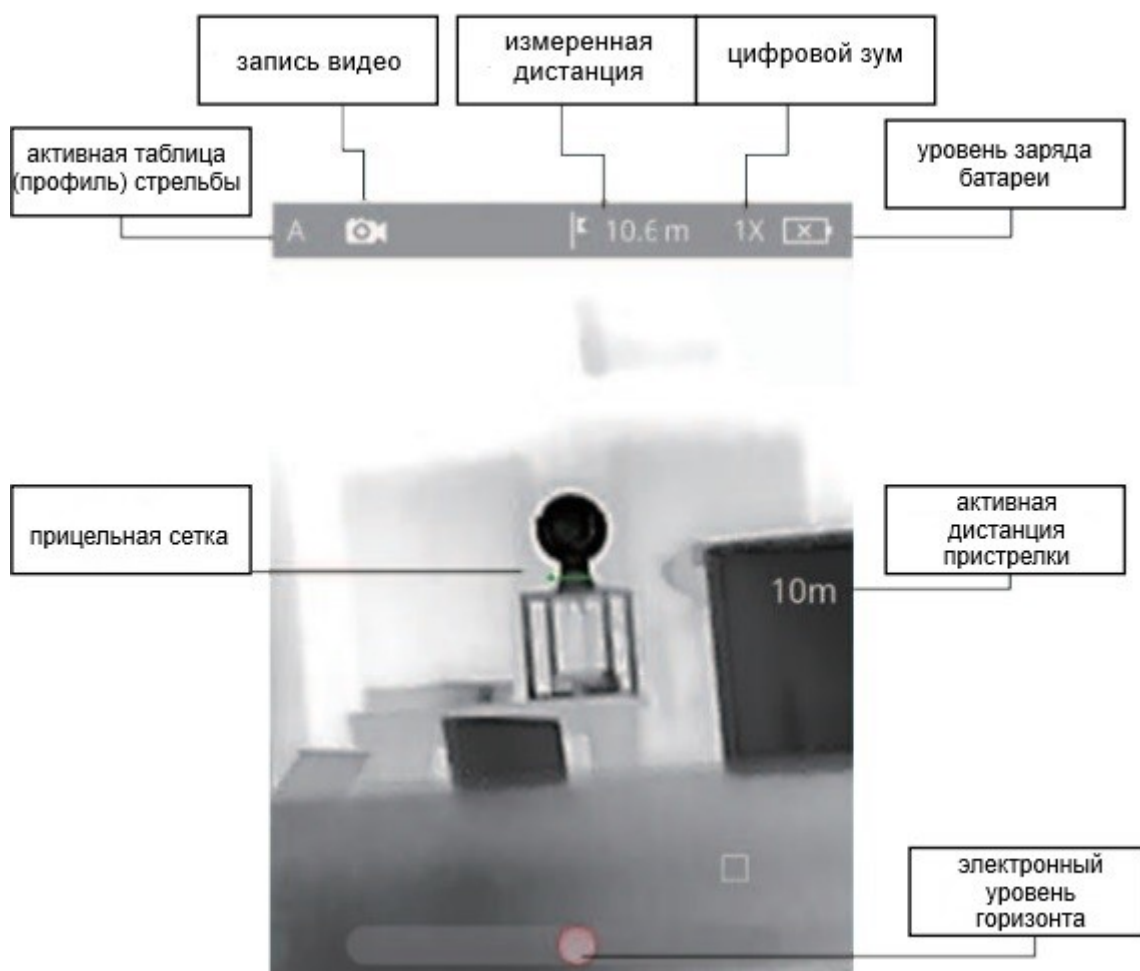 запись видео
измеренная
дистанция
цифровой зум
активная таблица
(профиль) стрельбы
уровень заряда
батареи
A
10.6 m
1X
прицельная сетка
активная
дистанция
пристрелки
10m
электронный
уровень
горизонта